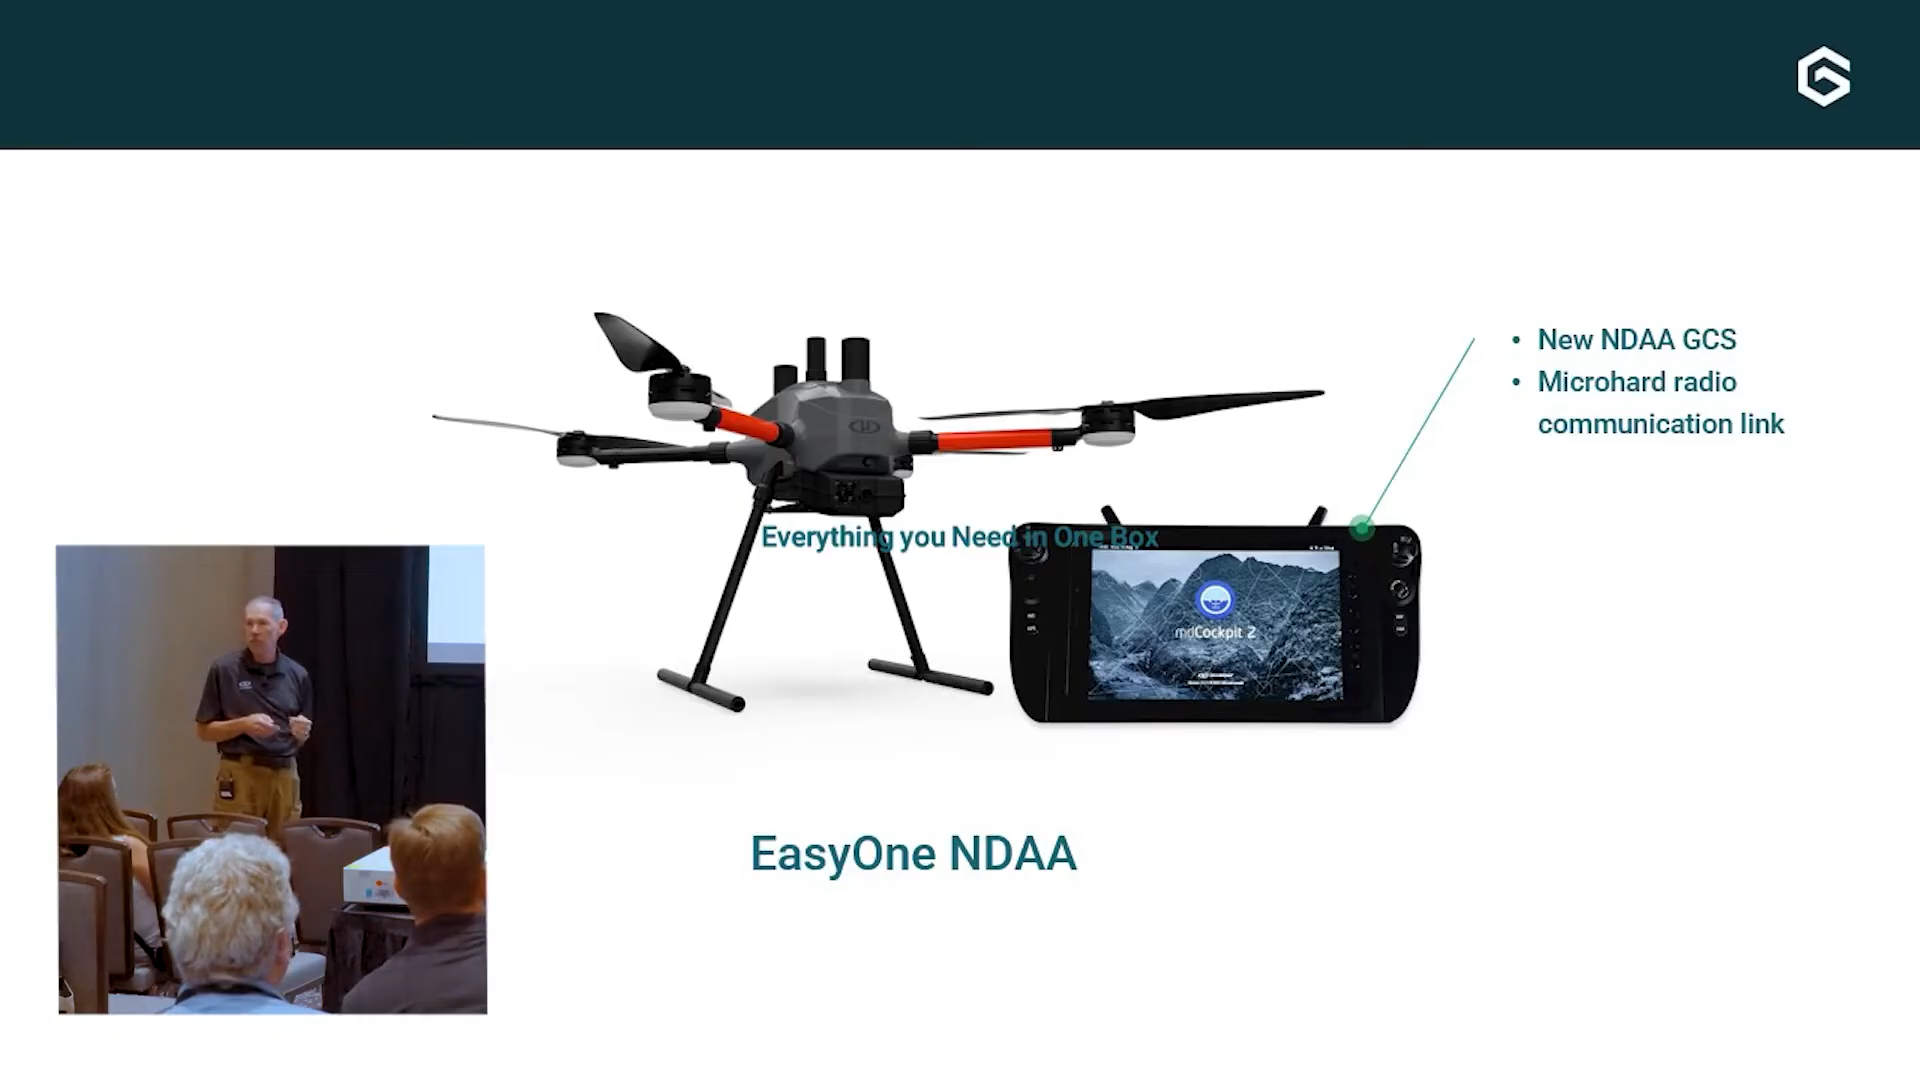 New NDAA GCS
Microhard radio
communication link
Everything you Need in One Box
mdCockpit 2
EasyOne NDAA